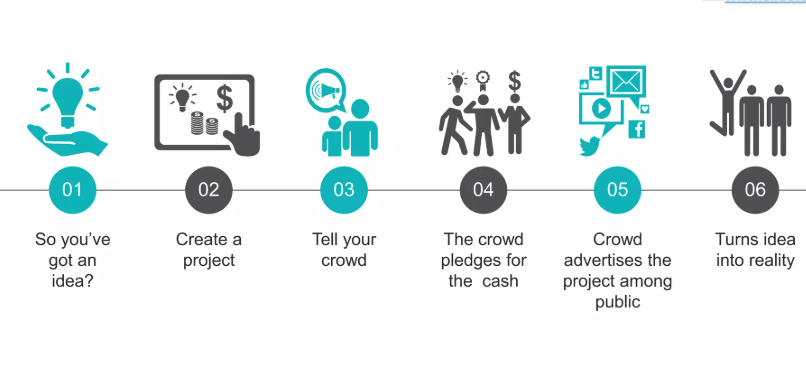 01
So you've
got an
idea?
02
Create a
project
03
Tell your
crowd
04
The crowd
pledges for
the cash
05
Crowd
advertises the
project among
public
06
Turns idea
into reality